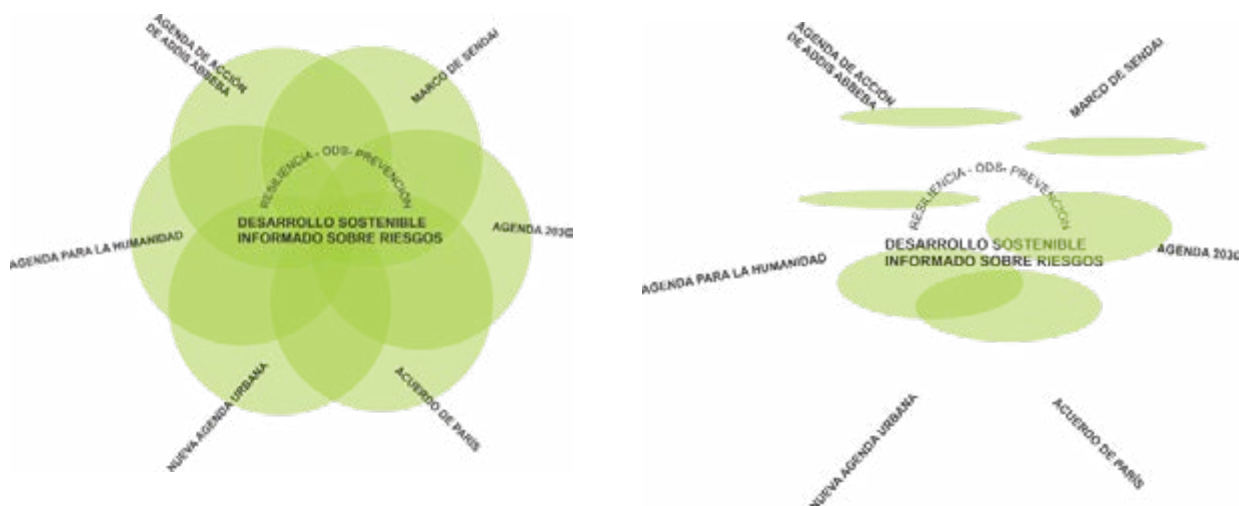 AGENDA DE ACCIÓN
DE ADDIS ABBEBA
MARCO DE SENDAI
RESILIENCIA - ODS- PREVENCIÓN
DESARROLLO SOSTENIBLE
INFORMADO SOBRE RIESGOS
AGENDA 2030
AGENDA PARA LA HUMANIDAD
NUEVA AGENDA URBANA
ACUERDO DE PARÍS
AGENDA DE ACCIÓN
DE ADDIS ABBEBA
MARCO DE SENDAI
RESILIENCIA - ODS- PREVENCIÓN
DESARROLLO SOSTENIBLE
INFORMADO SOBRE RIESGOS
AGENDA 2030
AGENDA PARA LA HUMANIDAD
NUEVA AGENDA URBANA
ACUERDO DE PARÍS